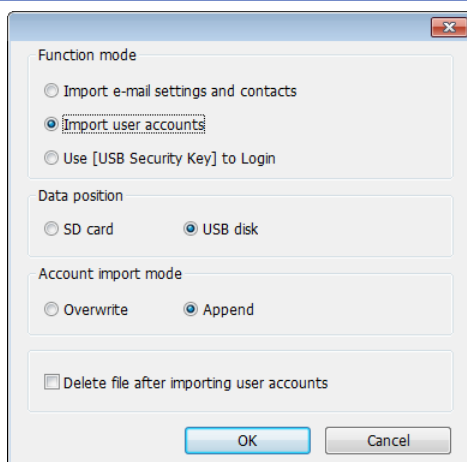 Function mode
Import e-mail settings and contacts
Import user accounts
Use [USB Security Key] to Login
Data position
SD card USB disk
Account import mode
Overwrite Append
Delete file after importing user accounts
OK Cancel